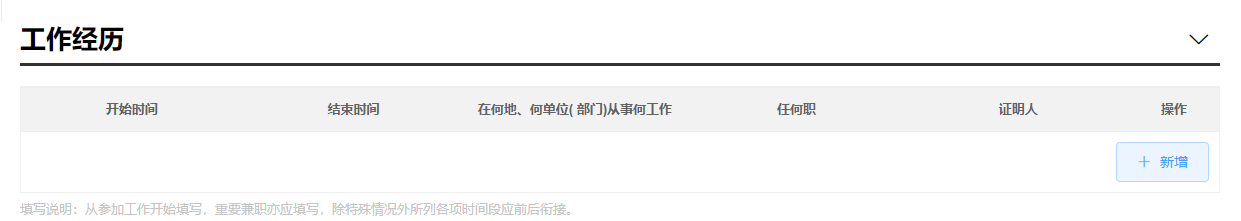 工作经历
开始时间 结束时间 在何地、何单位( 部门)从事何工作 任何职 证明人 操作
+ 新增
填写说明：从参加工作开始填写，重要兼职亦应填写，除特殊情况外所列各项时间段应前后衔接。